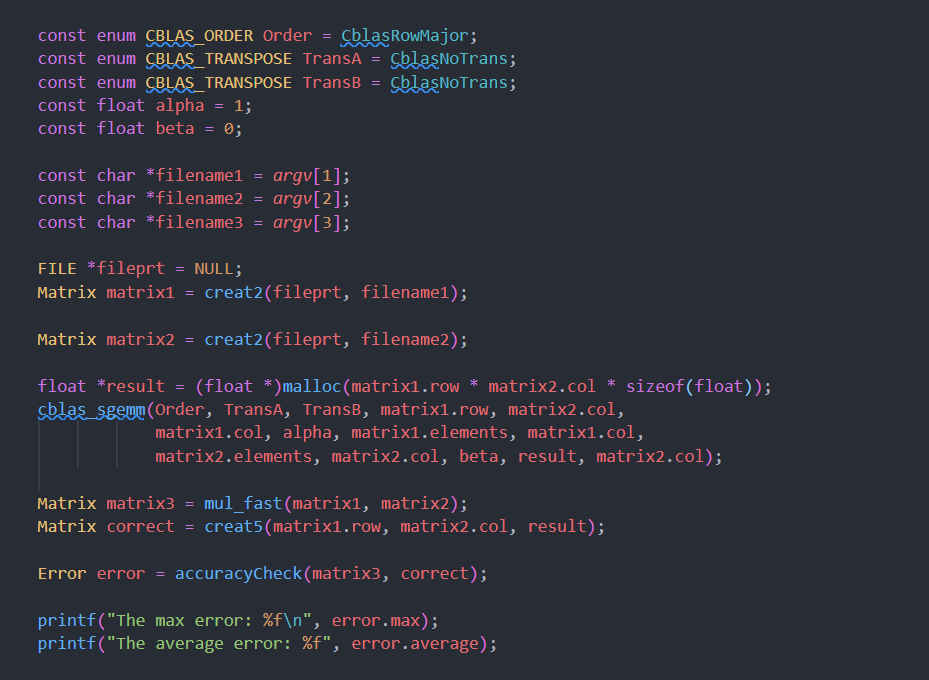 const enum CBLAS_ORDER Order = CblasRowMajor;
const enum CBLAS_TRANSPOSE TransA = CblasNoTrans;
const enum CBLAS_TRANSPOSE TransB = CblasNoTrans;
const float alpha = 1;
const float beta = 0;
const char *filename1 = argv[1];
const char *filename2 = argv[2];
const char *filename3 = argv[3];
FILE *fileprt = NULL;
Matrix matrix1 = creat2(fileprt, filename1);
Matrix matrix2 = creat2(fileprt, filename2);
float *result = (float *)malloc(matrix1.row * matrix2.col * sizeof(float));
cblas_sgemm(Order, TransA, TransB, matrix1.row, matrix2.col,
matrix1.col, alpha, matrix1.elements, matrix1.col,
matrix2.elements, matrix2.col, beta, result, matrix2.col);
Matrix matrix3 = mul_fast(matrix1, matrix2);
Matrix correct = creat5(matrix1.row, matrix2.col, result);
Error error = accuracyCheck(matrix3, correct);
printf("The max error: %f\n", error.max);
printf("The average error: %f", error.average);